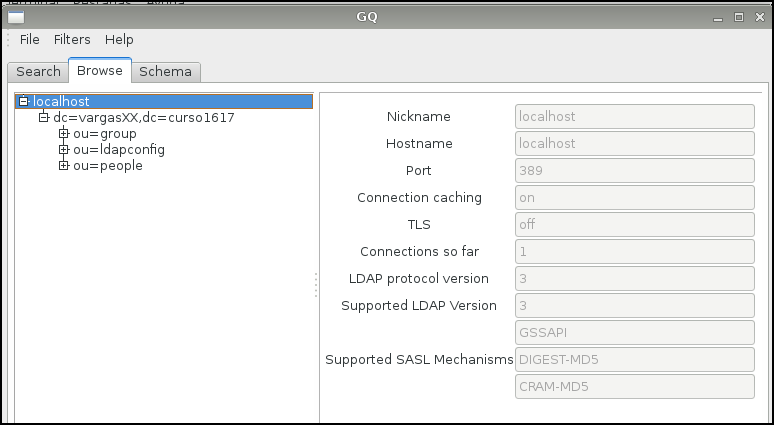 GQ
File Filters Help
Search Browse Schema
localhost
dc=vargasXX,dc=curso1617
ou=group
ou=ldapconfig
ou=people
Nickname localhost
Hostname localhost
Port 389
Connection caching on
TLS off
Connections so far 1
LDAP protocol version 3
Supported LDAP Version 3
GSSAPI
Supported SASL Mechanisms DIGEST-MD5
CRAM-MD5